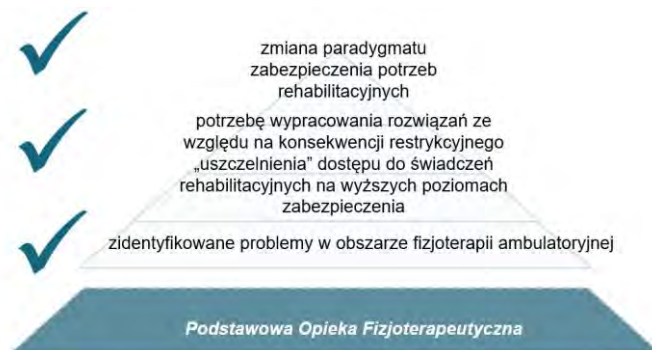 zmiana paradygmatu
zabezpieczenia potrzeb
rehabilitacyjnych
potrzebę wypracowania rozwiązań ze
względu na konsekwencji restrykcyjnego
„uszczelnienia” dostępu do świadczeń
rehabilitacyjnych na wyższych poziomach
zabezpieczenia
zidentyfikowane problemy w obszarze fizjoterapii ambulatoryjnej
Podstawowa Opieka Fizjoterapeutyczna